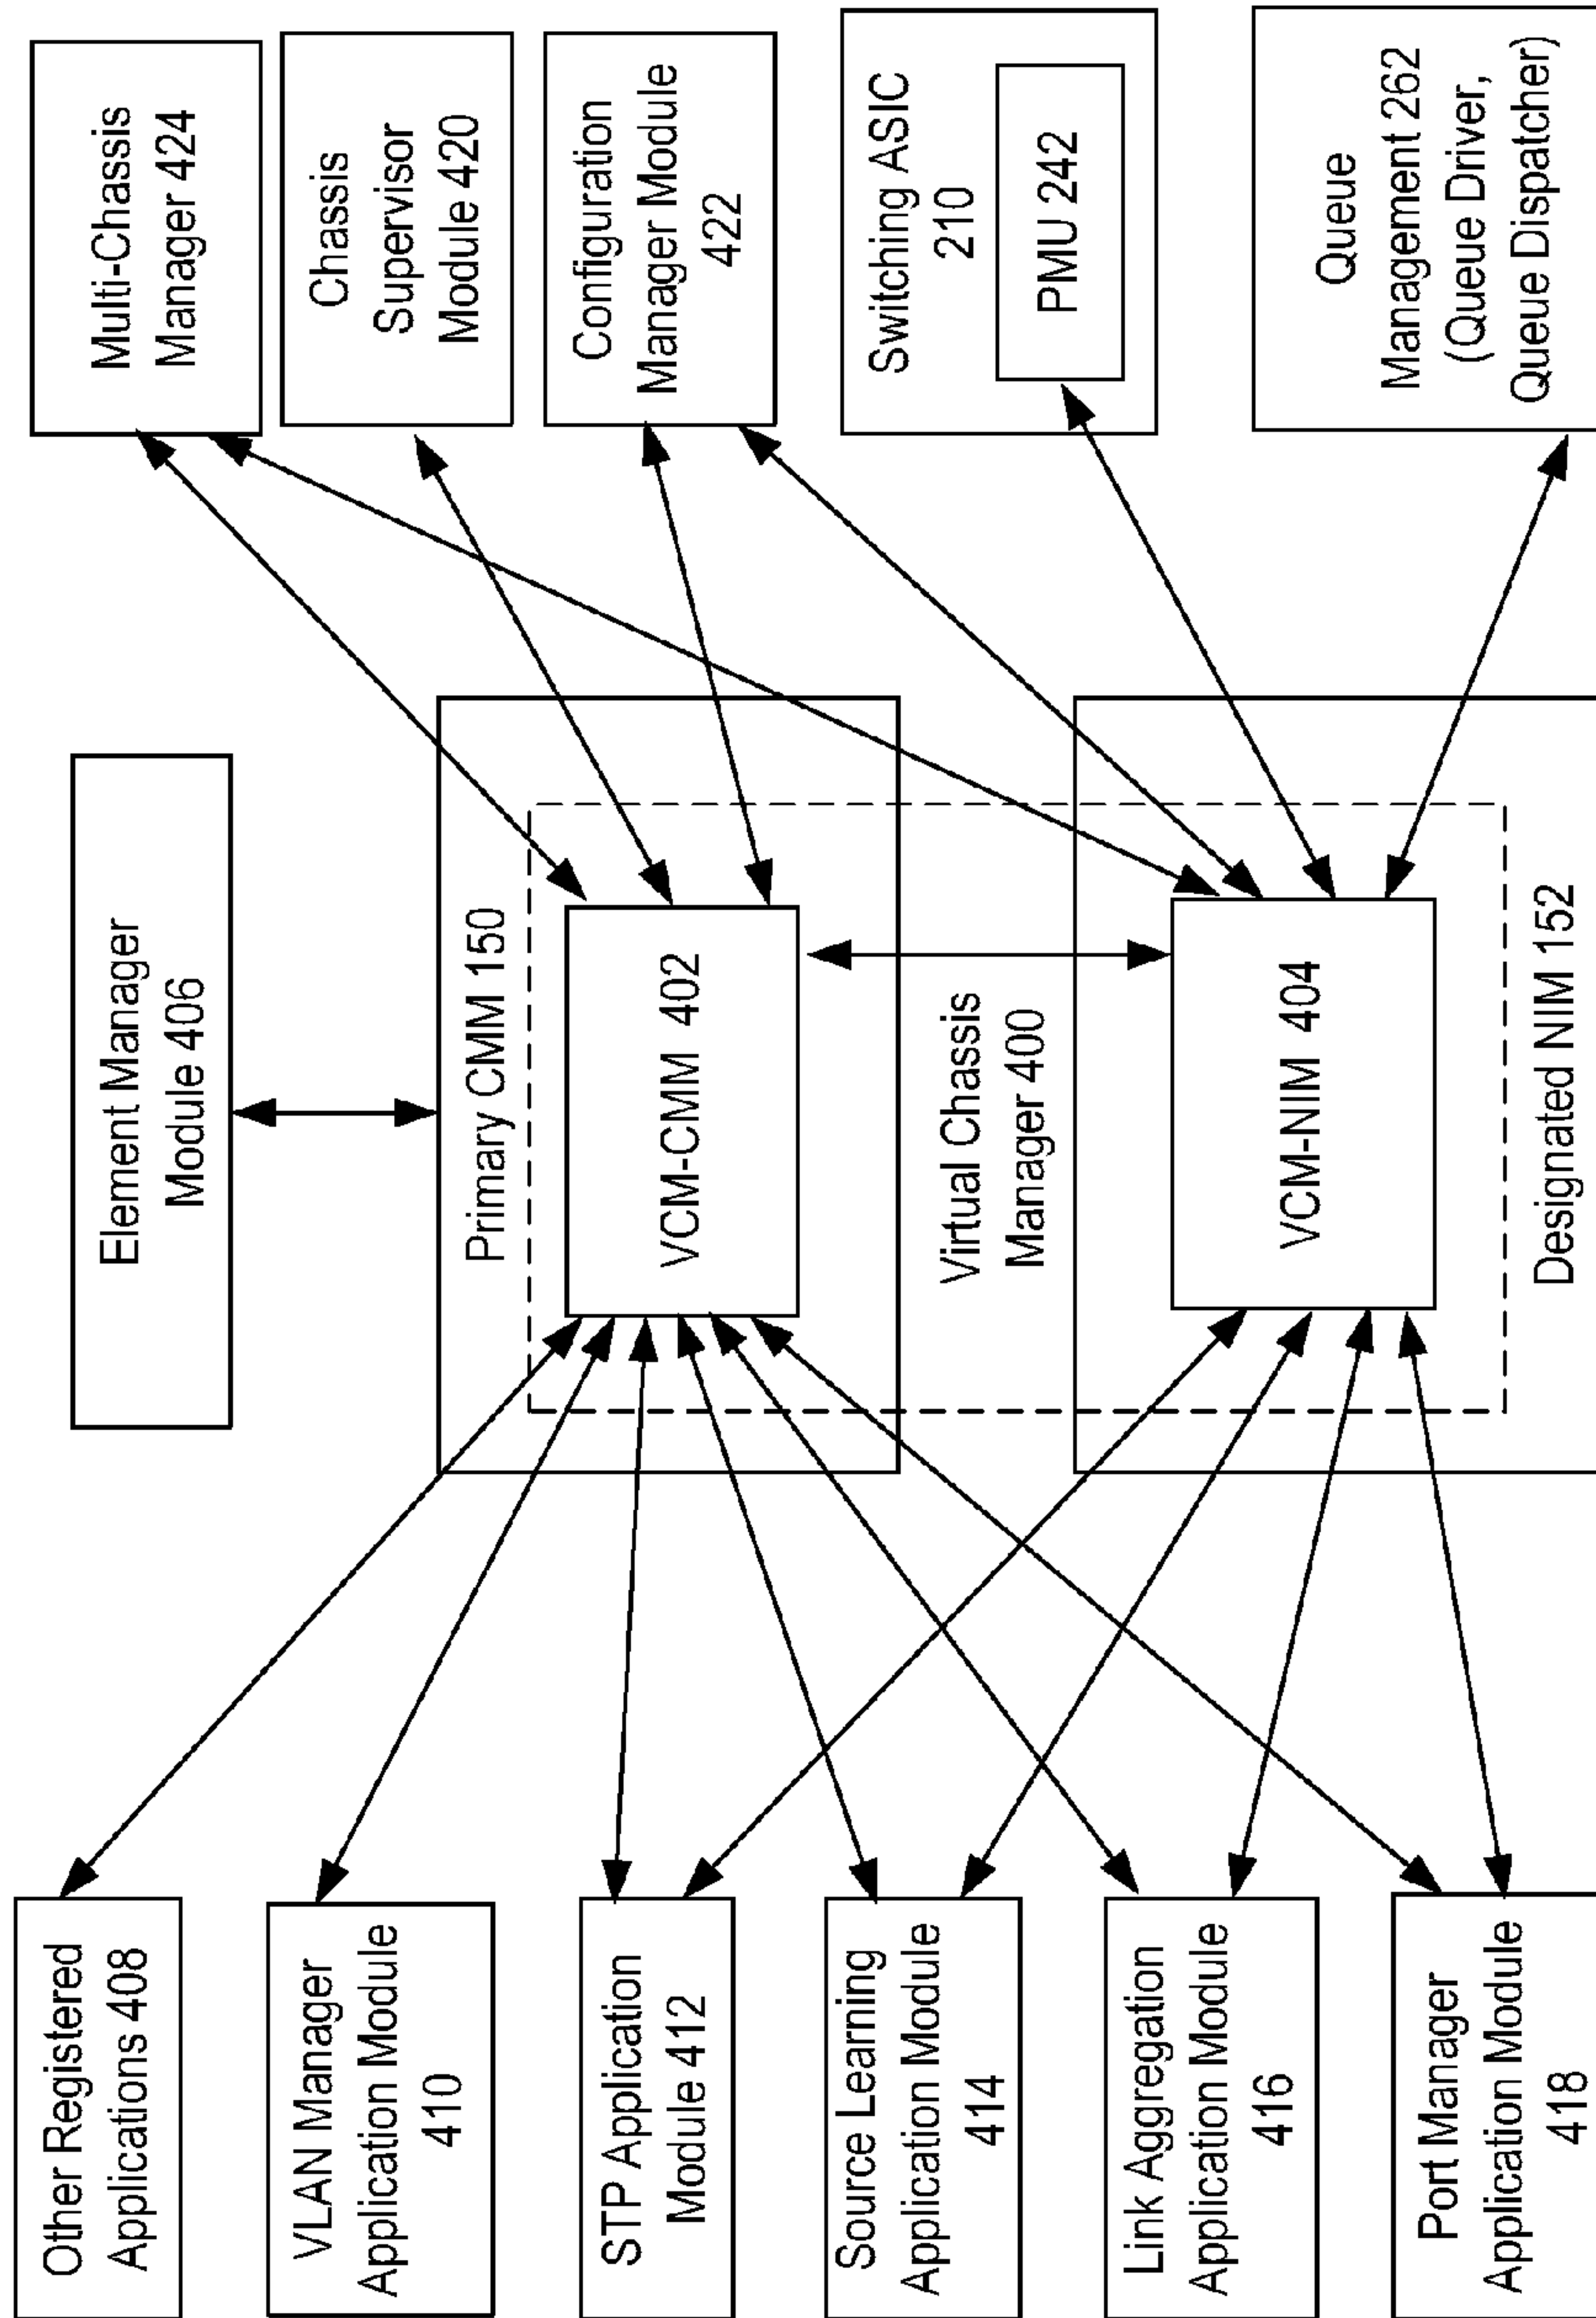 Element Manager
Module 406
Other Registered
Applications 408
VLAN Manager
Application Module
410
STP Application
Module 412
Source Learning
Application Module
414
Link Aggregation
Application Module
416
Port Manager
Application Module
418
Primary CMM 150
VCM-CMM 402
Virtual Chassis
Manager 400
VCM-NIM 404
Designated NIM 152
Multi-Chassis
Manager 424
Chassis
Supervisor
Module 420
Configuration
Manager Module
422
Switching ASIC
210
PMU 242
Queue
Management 262
(Queue Driver,
Queue Dispatcher)